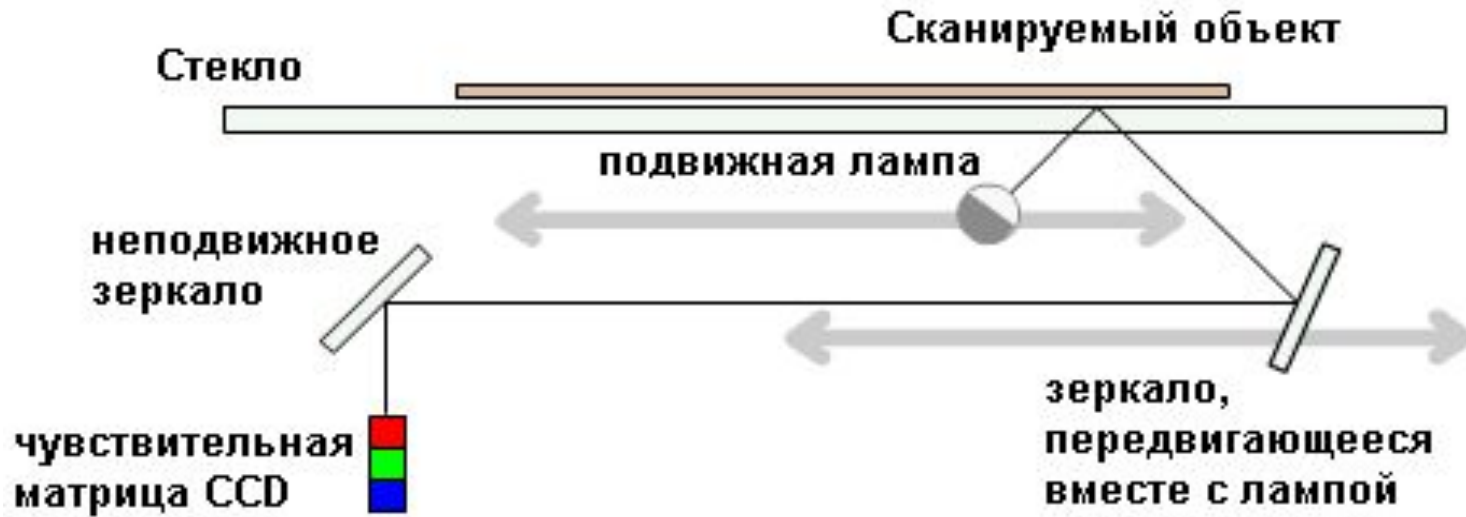 Сканируемый объект
Стекло
подвижная лампа
неподвижное
зеркало
зеркало,
передвигающееся
вместе с лампой
чувствительная
матрица CCD